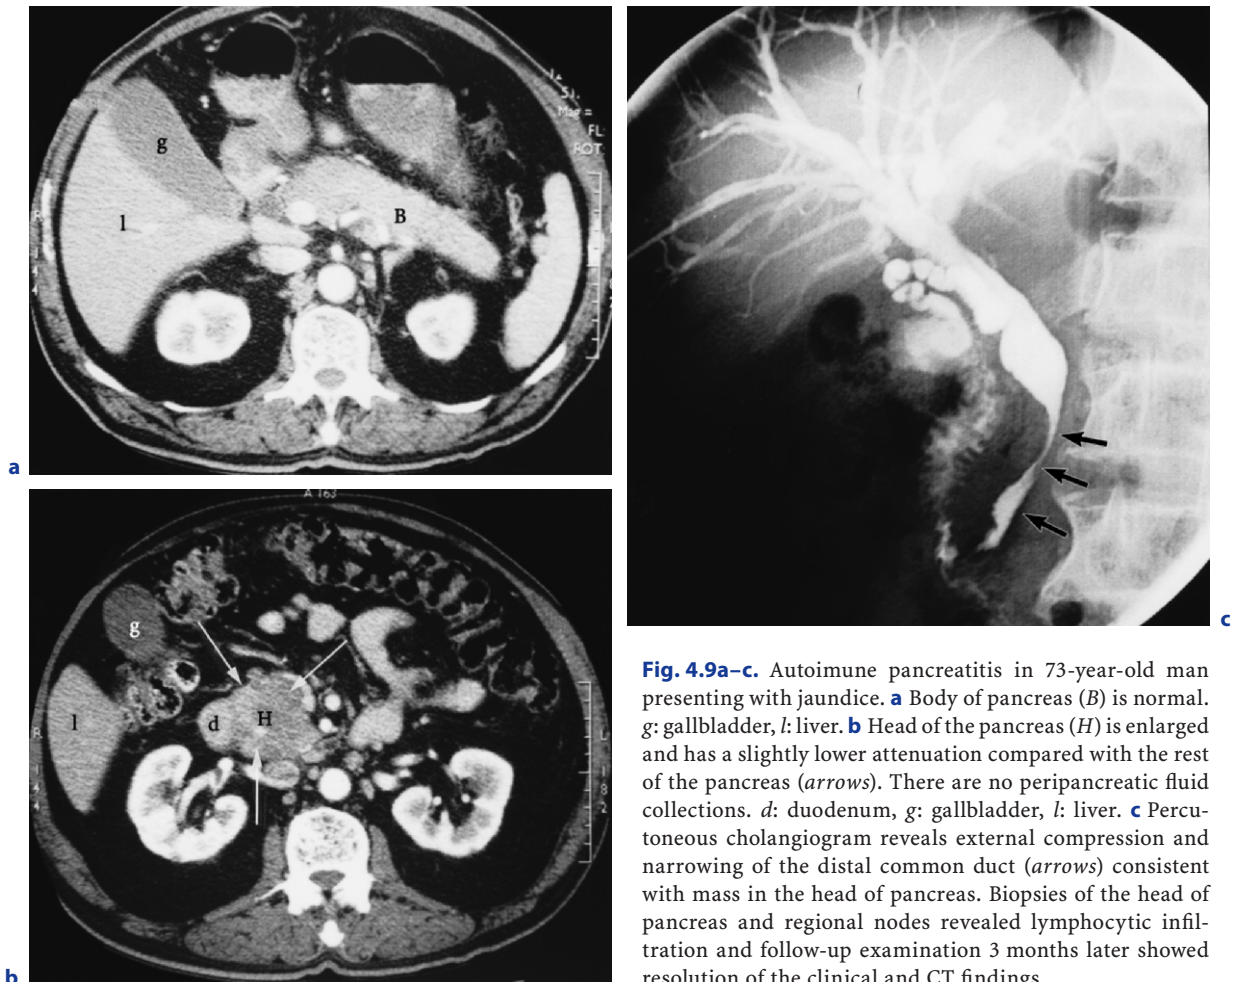 g
l
B
FL
ROT
a
A 163
g
l
d
H
R
L
b
c
Fig. 4.9a–c. Autoimune pancreatitis in 73-year-old man
presenting with jaundice. a Body of pancreas (B) is normal.
g: gallbladder, l: liver. b Head of the pancreas (H) is enlarged
and has a slightly lower attenuation compared with the rest
of the pancreas (arrows). There are no peripancreatic fluid
collections. d: duodenum, g: gallbladder, l: liver. c Percu-
toneous cholangiogram reveals external compression and
narrowing of the distal common duct (arrows) consistent
with mass in the head of pancreas. Biopsies of the head of
pancreas and regional nodes revealed lymphocytic infil-
tration and follow-up examination 3 months later showed
resolution of the clinical and CT findings